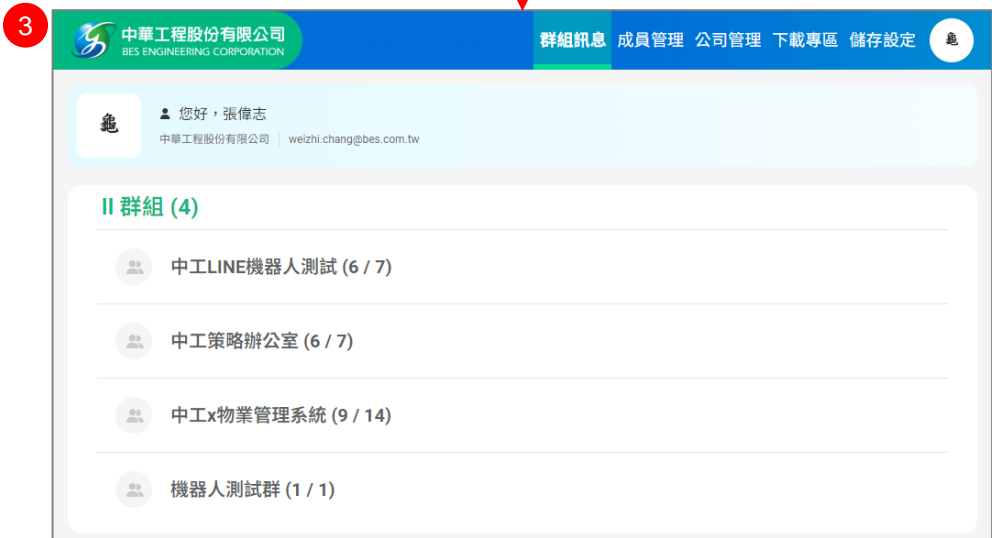 3
中華工程股份有限公司
BES ENGINEERING CORPORATION
群組訊息 成員管理 公司管理 下載專區 儲存設定 龜
龜
您好，張偉志
中華工程股份有限公司 weizhi.chang@bes.com.tw
II 群組 (4)
中工LINE機器人測試 (6 / 7)
中工策略辦公室 (6 / 7)
中工x物業管理系統 (9 / 14)
機器人測試群 (1 / 1)